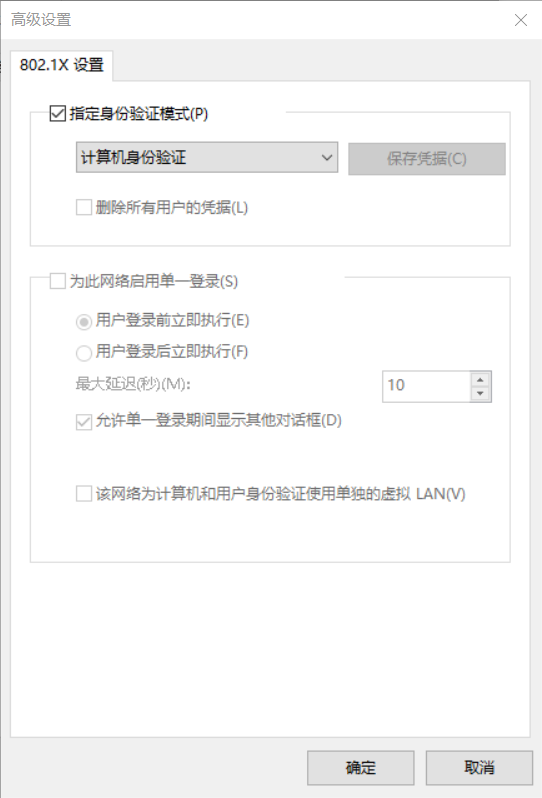 高级设置
802.1X 设置
指定身份验证模式(P)
计算机身份验证
保存凭据(C)
删除所有用户的凭据(L)
为此网络启用单一登录(S)
用户登录前立即执行(E)
用户登录后立即执行(F)
最大延迟(秒)(M):
10
允许单一登录期间显示其他对话框(D)
该网络为计算机和用户身份验证使用单独的虚拟 LAN(V)
确定
取消